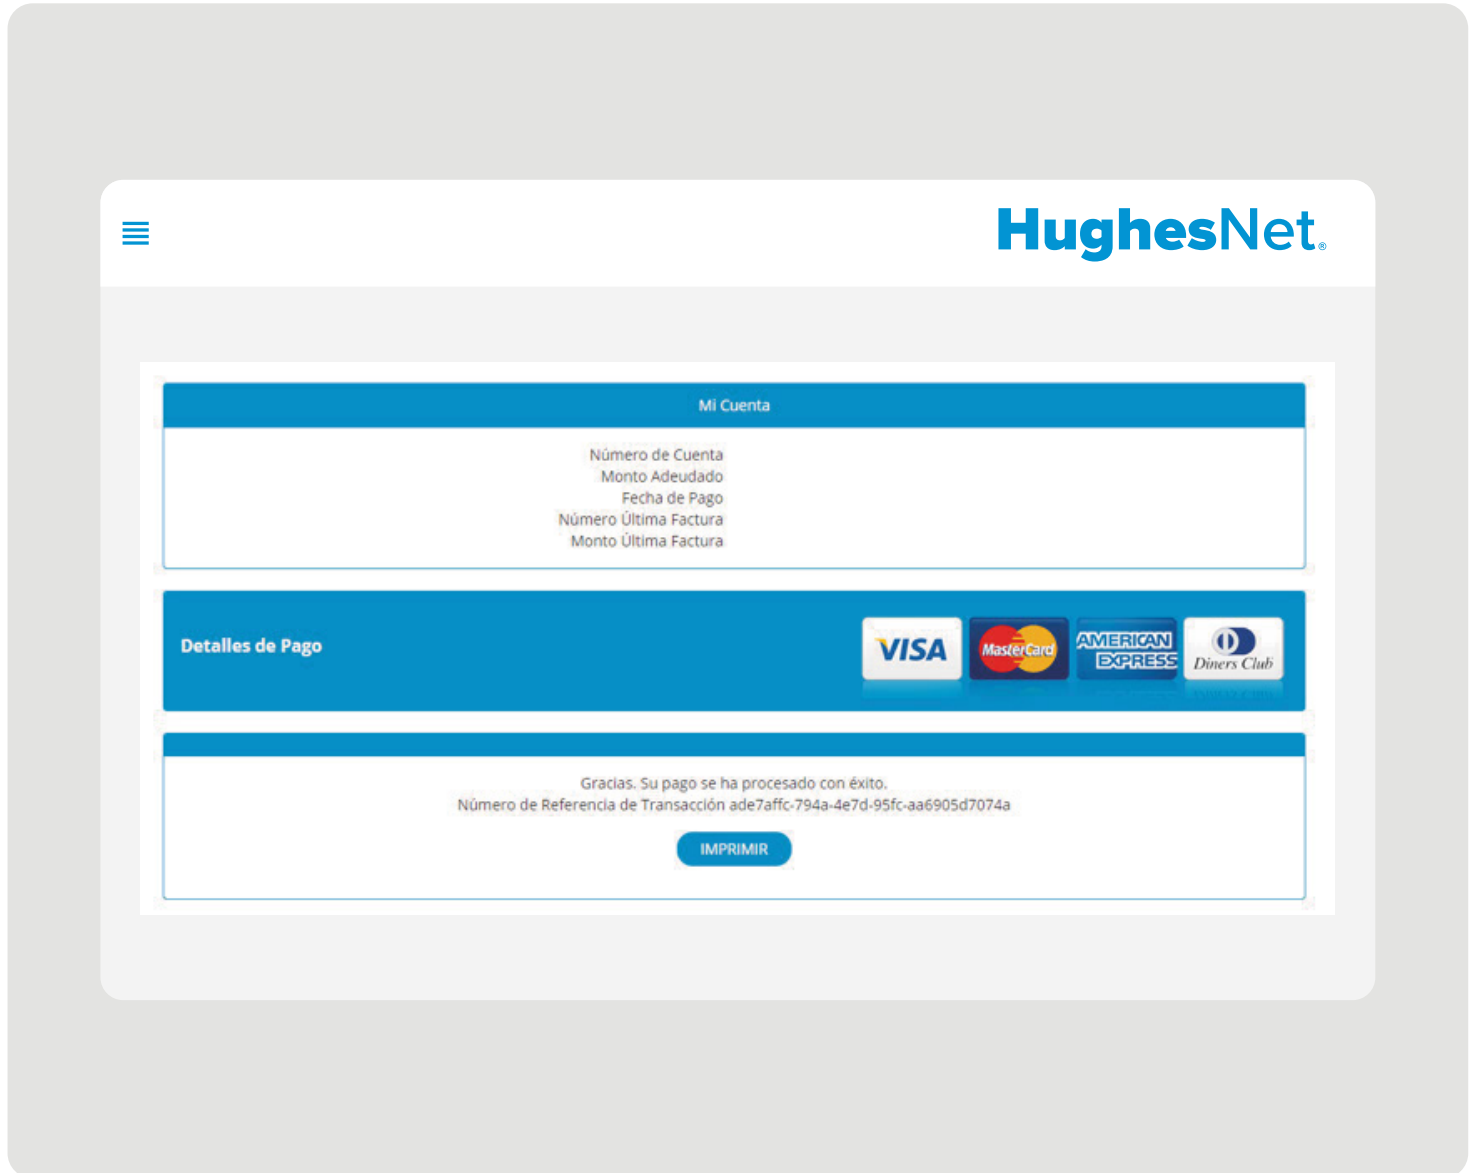 HughesNet®
Mi Cuenta
Número de Cuenta
Monto Adeudado
Fecha de Pago
Número Última Factura
Monto Última Factura
Detalles de Pago
VISA
MasterCard
AMERICAN
EXPRESS
Diners Club
Gracias. Su pago se ha procesado con éxito.
Número de Referencia de Transacción ade7affc-794a-4e7d-95fc-aa6905d7074a
IMPRIMIR